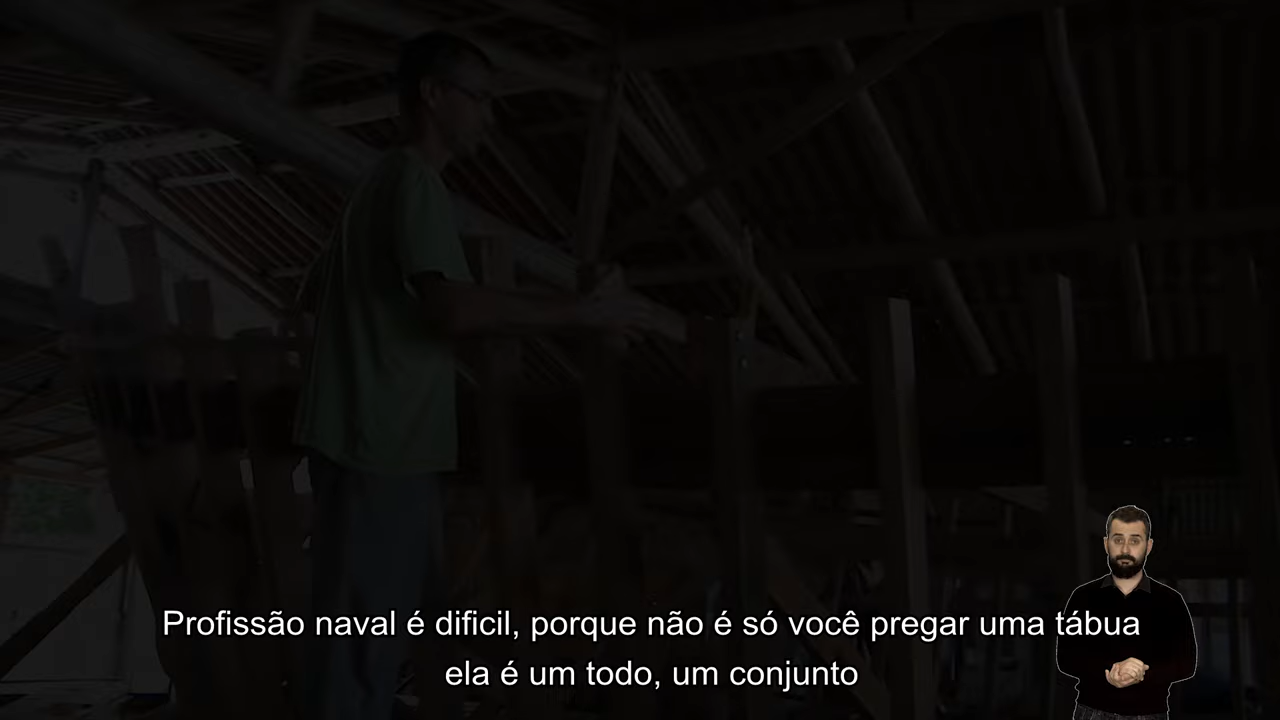 Profissão naval é dificil, porque não é só você pregar uma tábua
ela é um todo, um conjunto